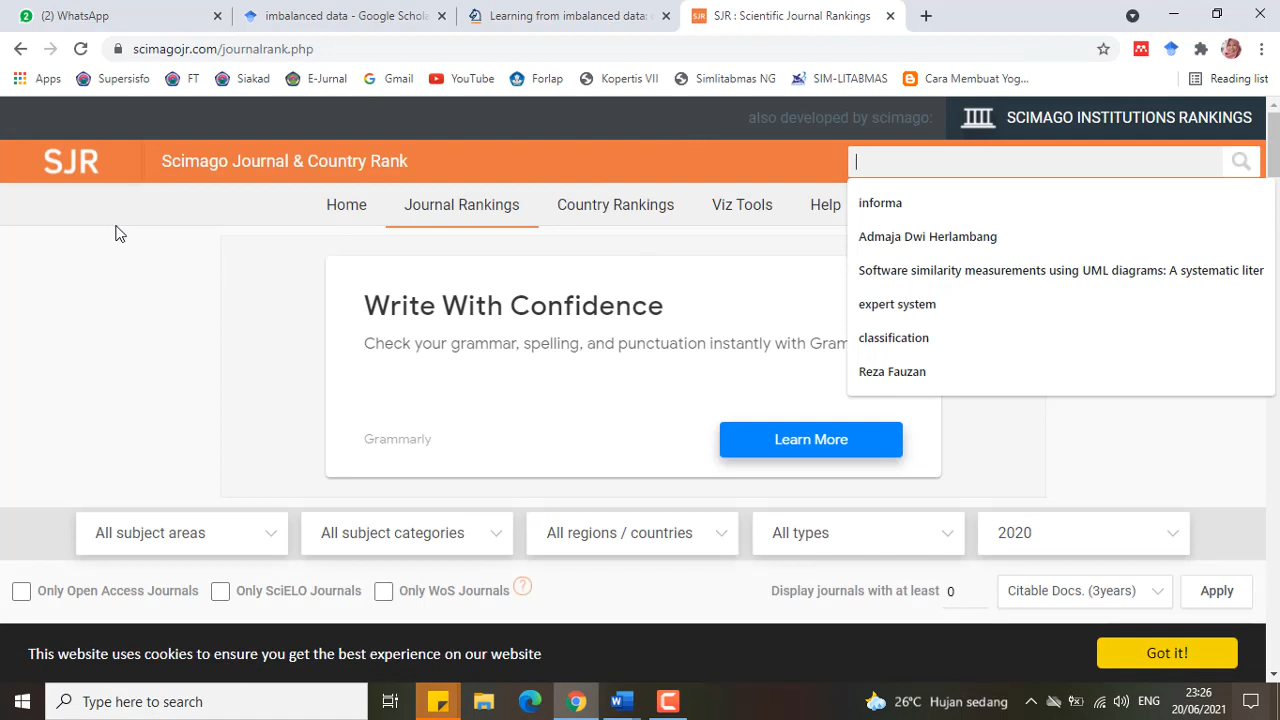 (2) WhatsApp
imbalanced data - Google Schol
Learning from imbalanced data:
SJR : Scientific Journal Rankings
scimagojr.com/journalrank.php
Apps
Supersisfo
FT
Siakad
E-Jurnal
Gmail
YouTube
Forlap
Kopertis VII
Simlitabmas NG
SIM-LITABMAS
Cara Membuat Yog...
Reading list
also developed by scimago:
SCIMAGO INSTITUTIONS RANKINGS
SJR
Scimago Journal & Country Rank
Home
Journal Rankings
Country Rankings
Viz Tools
Help
informa
Admaja Dwi Herlambang
Software similarity measurements using UML diagrams: A systematic liter
expert system
classification
Reza Fauzan
Write With Confidence
Check your grammar, spelling, and punctuation instantly with Gram
Grammarly
Learn More
All subject areas
All subject categories
All regions / countries
All types
2020
Only Open Access Journals
Only SciELO Journals
Only WoS Journals
?
Display journals with at least
0
Citable Docs. (3years)
Apply
This website uses cookies to ensure you get the best experience on our website
Got it!
Type here to search
26°C Hujan sedang
ENG
23:26
20/06/2021